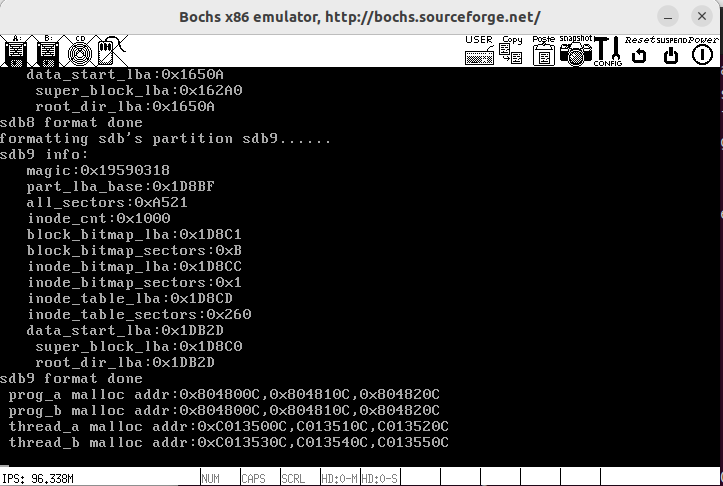 Bochs x86 emulator, http://bochs.sourceforge.net/
A: B: CD USER Copy Paste snapshot CONFIG Reset SUSPEND Power
data_start_lba:0x1650A
super_block_lba:0x162A0
root_dir_lba:0x1650A
sdb8 format done
formatting sdb's partition sdb9......
sdb9 info:
magic:0x19590318
part_lba_base:0x1D8BF
all_sectors:0xA521
inode_cnt:0x1000
block_bitmap_lba:0x1D8C1
block_bitmap_sectors:0xB
inode_bitmap_lba:0x1D8CC
inode_bitmap_sectors:0x1
inode_table_lba:0x1D8CD
inode_table_sectors:0x260
data_start_lba:0x1DB2D
super_block_lba:0x1D8C0
root_dir_lba:0x1DB2D
sdb9 format done
prog_a malloc addr:0x804800C,0x804810C,0x804820C
prog_b malloc addr:0x804800C,0x804810C,0x804820C
thread_a malloc addr:0xC013500C,C013510C,C013520C
thread_b malloc addr:0xC013530C,C013540C,C013550C
IPS: 96.338M NUM CAPS SCRL HD:0-M HD:0-S